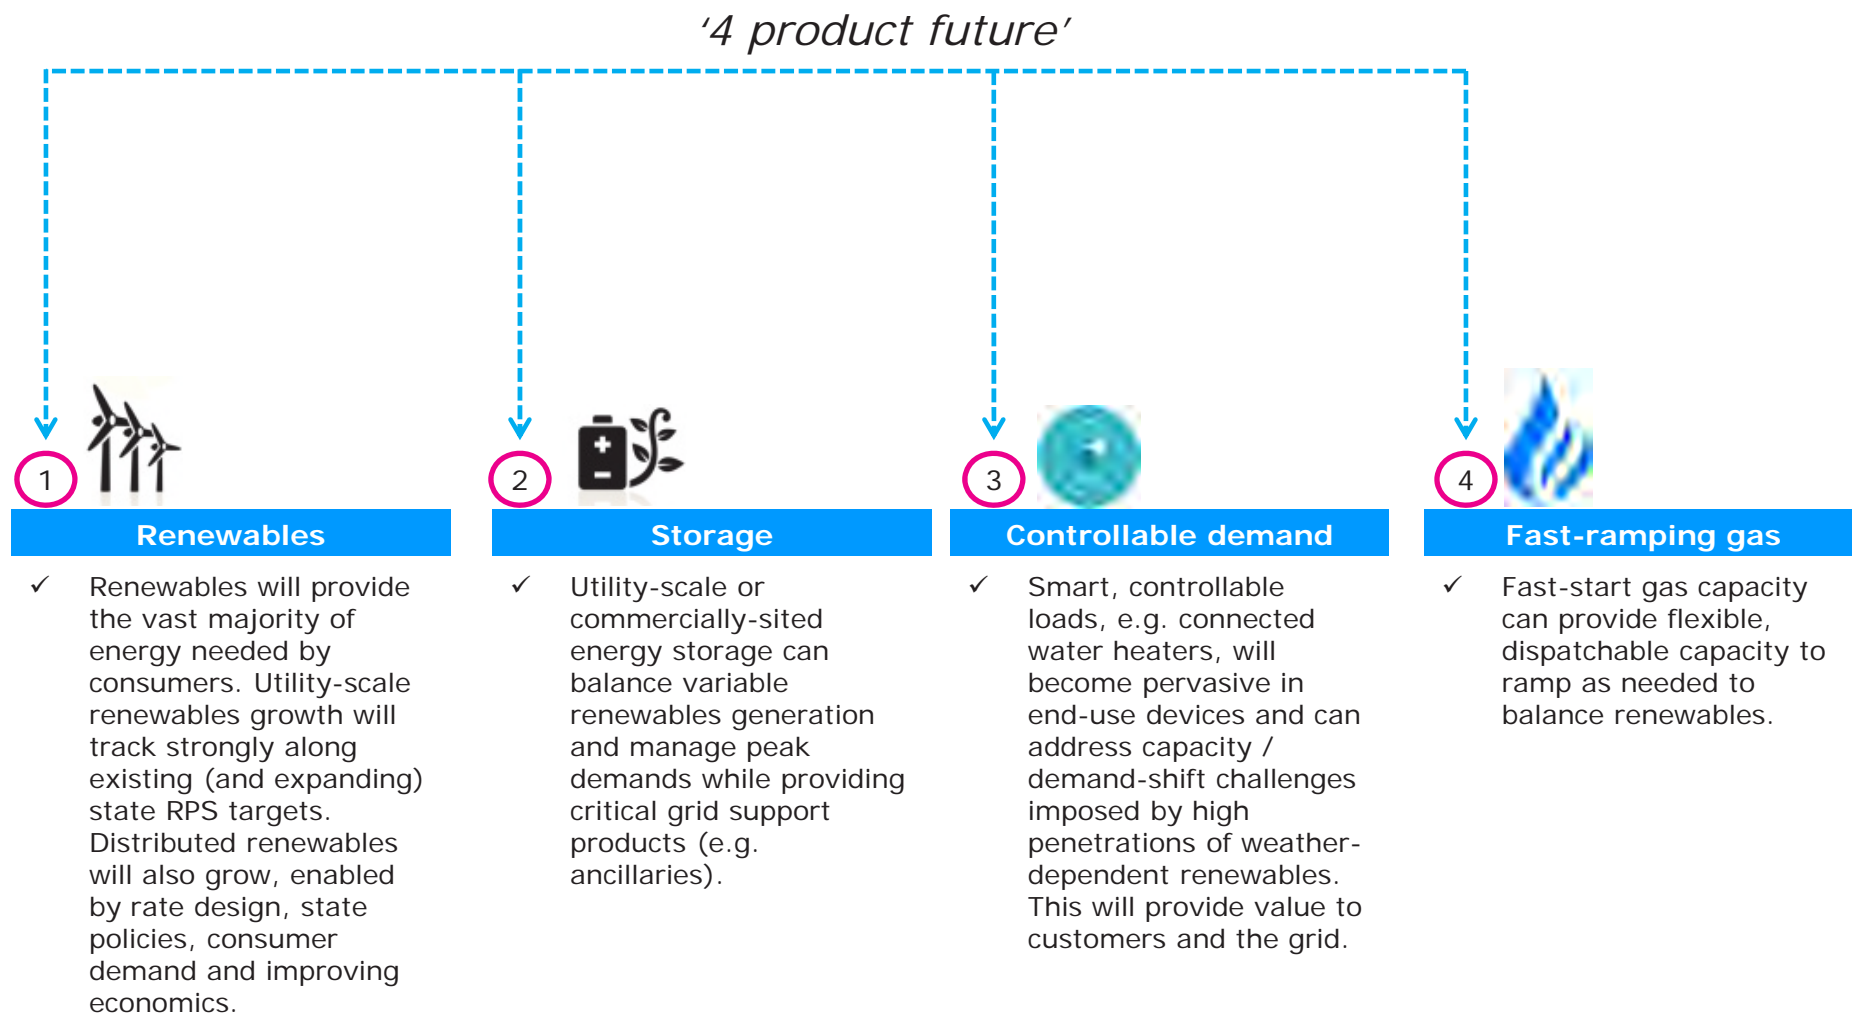 ‘4 product future’
1
Renewables
✓ Renewables will provide
the vast majority of
energy needed by
consumers. Utility-scale
renewables growth will
track strongly along
existing (and expanding)
state RPS targets.
Distributed renewables
will also grow, enabled
by rate design, state
policies, consumer
demand and improving
economics.
2
Storage
✓ Utility-scale or
commercially-sited
energy storage can
balance variable
renewables generation
and manage peak
demands while providing
critical grid support
products (e.g.
ancillaries).
3
Controllable demand
✓ Smart, controllable
loads, e.g. connected
water heaters, will
become pervasive in
end-use devices and can
address capacity /
demand-shift challenges
imposed by high
penetrations of weather-
dependent renewables.
This will provide value to
customers and the grid.
4
Fast-ramping gas
✓ Fast-start gas capacity
can provide flexible,
dispatchable capacity to
ramp as needed to
balance renewables.